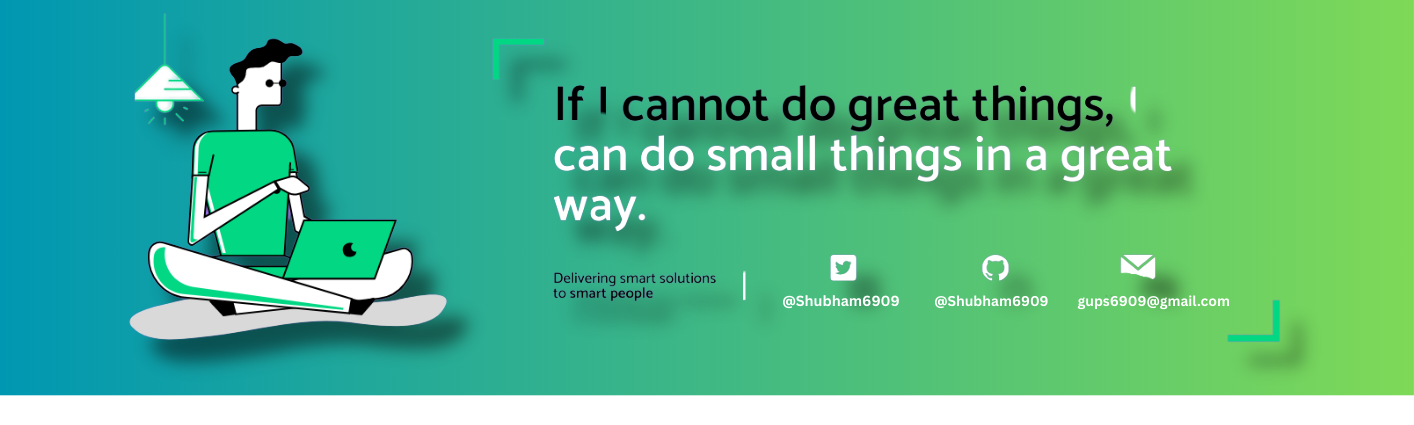 If I cannot do great things, I
can do small things in a great
way.
Delivering smart solutions
to smart people
@Shubham6909
@Shubham6909
gups6909@gmail.com